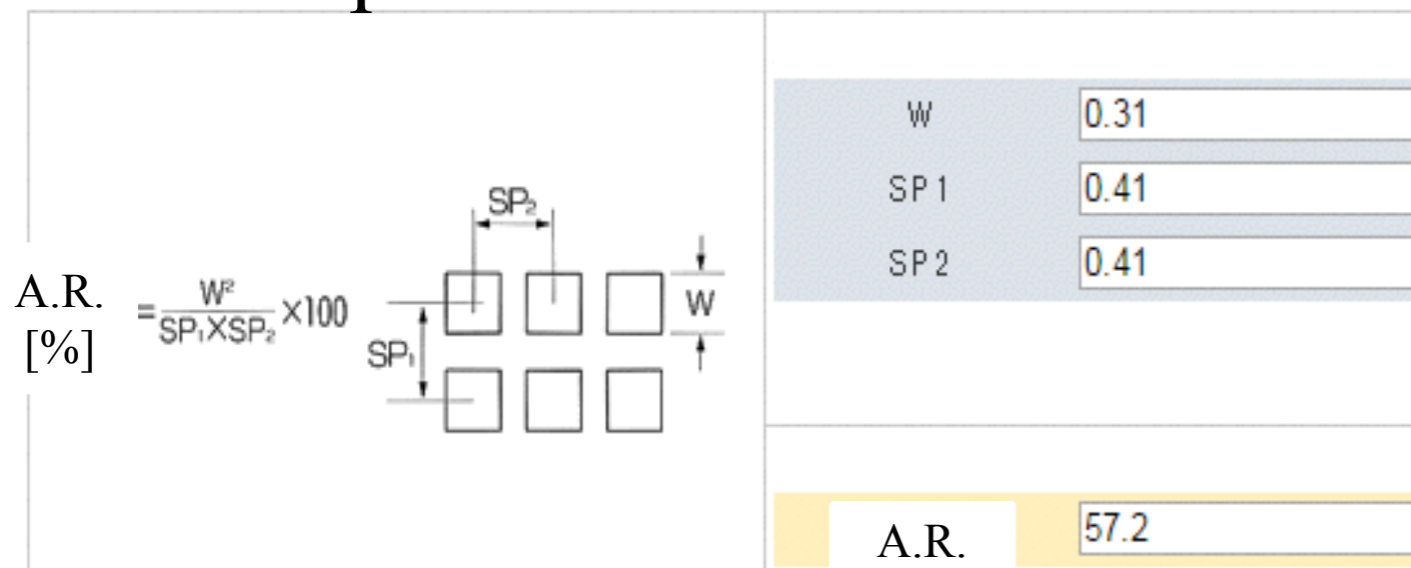 A.R.
[%]
=W²/SP₁XSP₂ ×100
SP₂
W
SP₁
W 0.31
SP1 0.41
SP2 0.41
A.R. 57.2